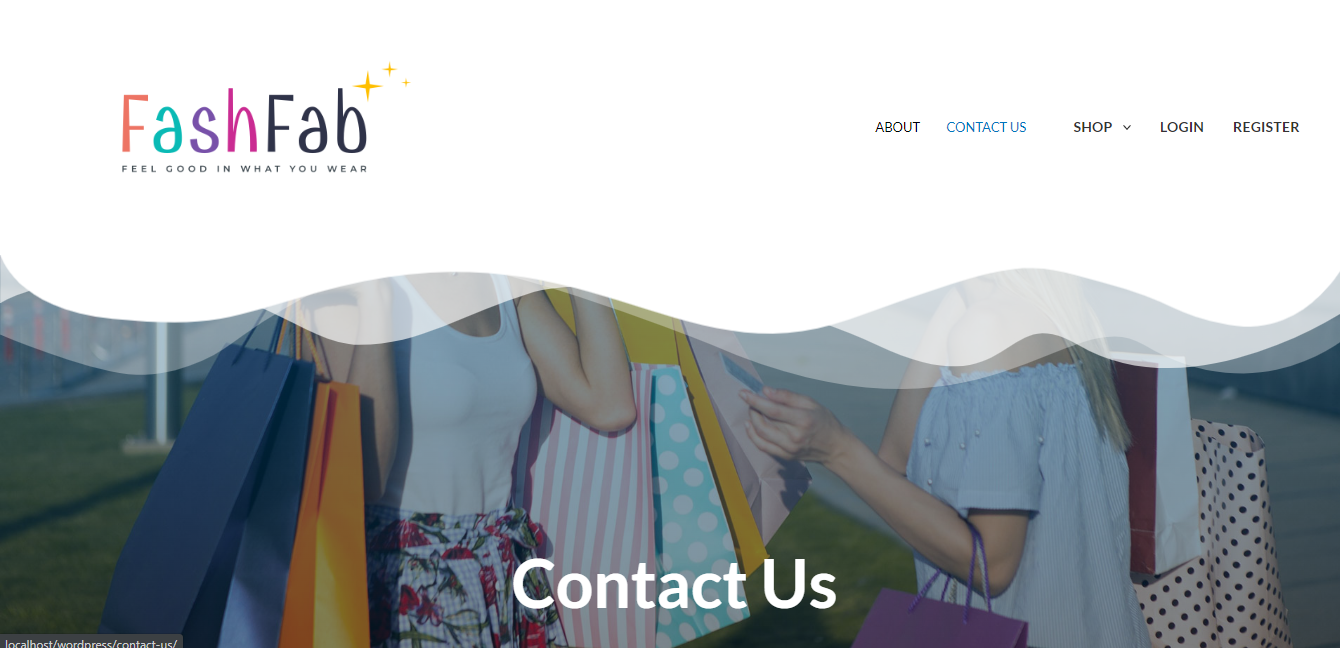 FashFab
FEEL GOOD IN WHAT YOU WEAR
ABOUT CONTACT US SHOP LOGIN REGISTER
Contact Us
localhost/wordpress/contact-us/